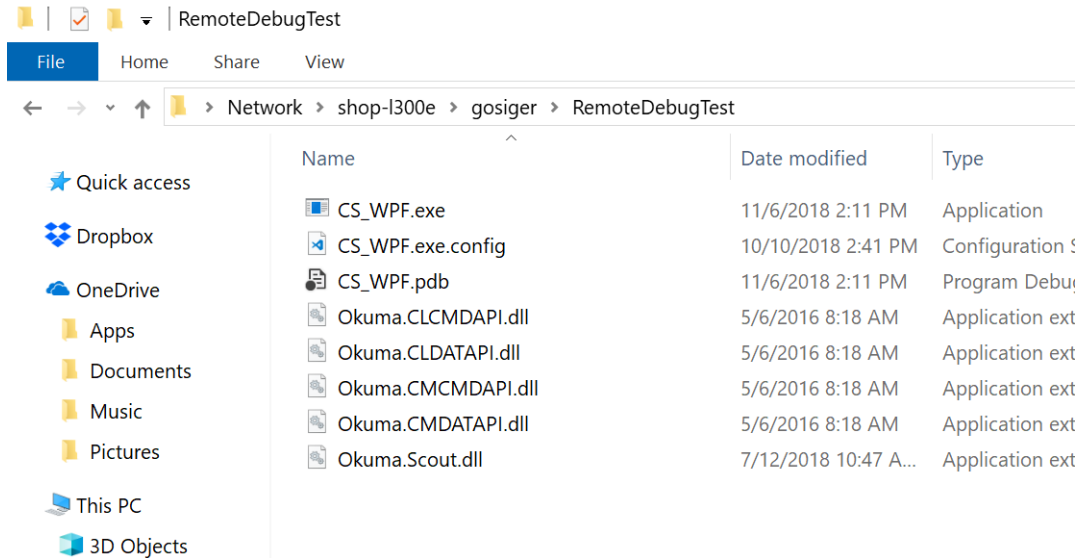 RemoteDebugTest
File Home Share View
Network > shop-l300e > gosiger > RemoteDebugTest
Name Date modified Type
Quick access
Dropbox
OneDrive
Apps
Documents
Music
Pictures
This PC
3D Objects
CS_WPF.exe 11/6/2018 2:11 PM Application
CS_WPF.exe.config 10/10/2018 2:41 PM Configuration S
CS_WPF.pdb 11/6/2018 2:11 PM Program Debug
Okuma.CLCMDAPI.dll 5/6/2016 8:18 AM Application ext
Okuma.CLDATAPI.dll 5/6/2016 8:18 AM Application ext
Okuma.CMCMDAPI.dll 5/6/2016 8:18 AM Application ext
Okuma.CMDATAPI.dll 5/6/2016 8:18 AM Application ext
Okuma.Scout.dll 7/12/2018 10:47 A... Application ext